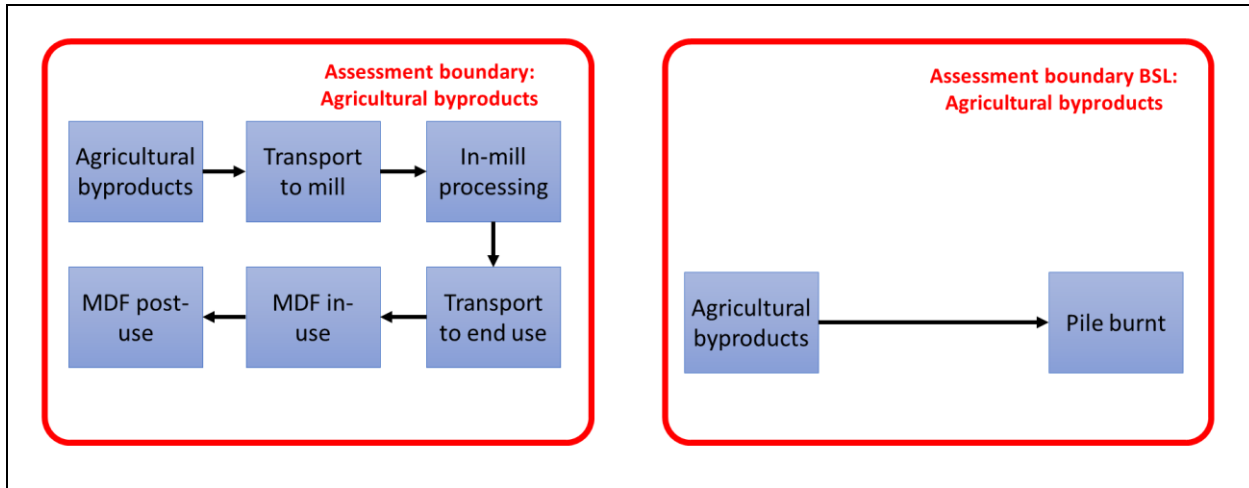 Assessment boundary:
Agricultural byproducts
Agricultural
byproducts
Transport
to mill
In-mill
processing
MDF post-
use
MDF in-
use
Transport
to end use
Assessment boundary BSL:
Agricultural byproducts
Agricultural
byproducts
Pile burnt